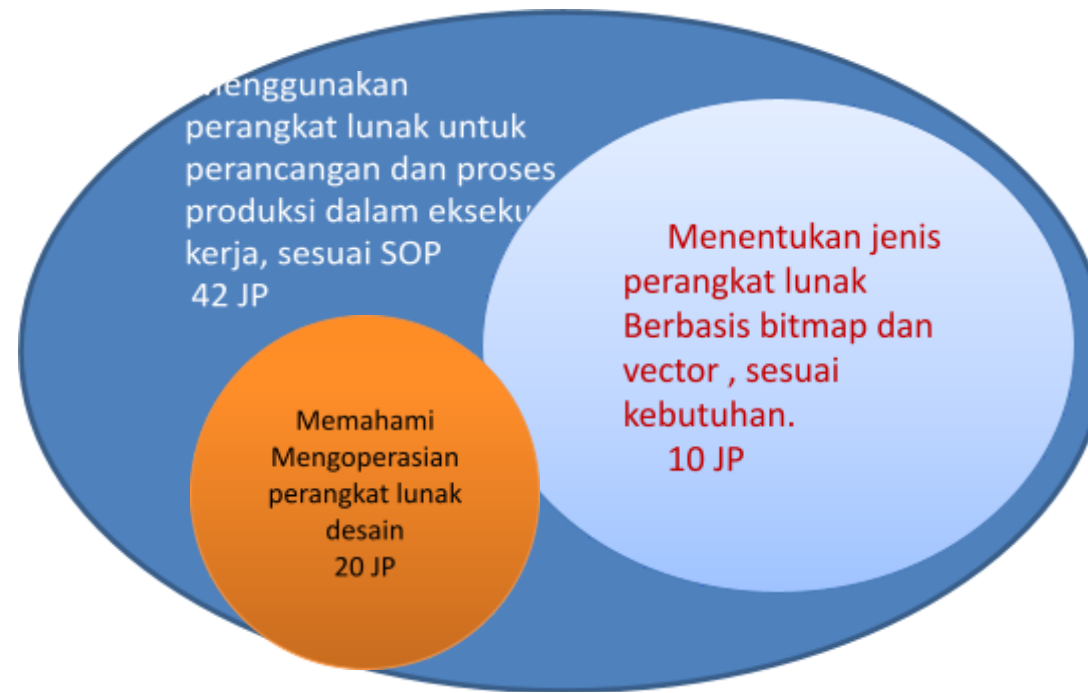 menggunakan
perangkat lunak untuk
perancangan dan proses
produksi dalam ekseku
kerja, sesuai SOP
42 JP
Menentukan jenis
perangkat lunak
Berbasis bitmap dan
vector , sesuai
kebutuhan.
10 JP
Memahami
Mengoperasian
perangkat lunak
desain
20 JP